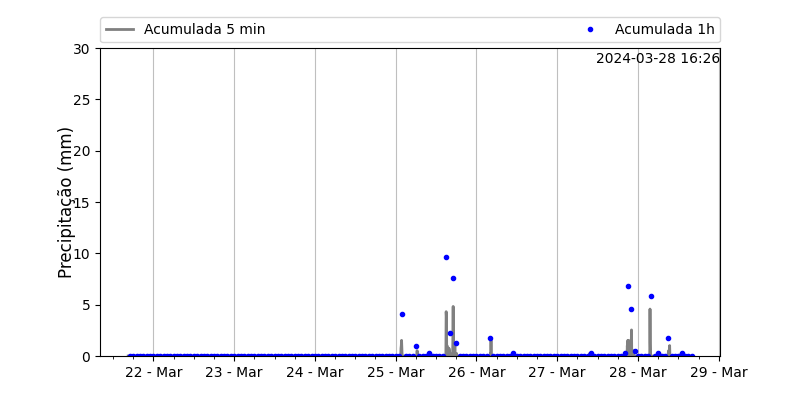 Acumulada 5 min
Acumulada 1h
2024-03-28 16:26
Precipitação (mm)
30
25
20
15
10
5
0
22 - Mar
23 - Mar
24 - Mar
25 - Mar
26 - Mar
27 - Mar
28 - Mar
29 - Mar